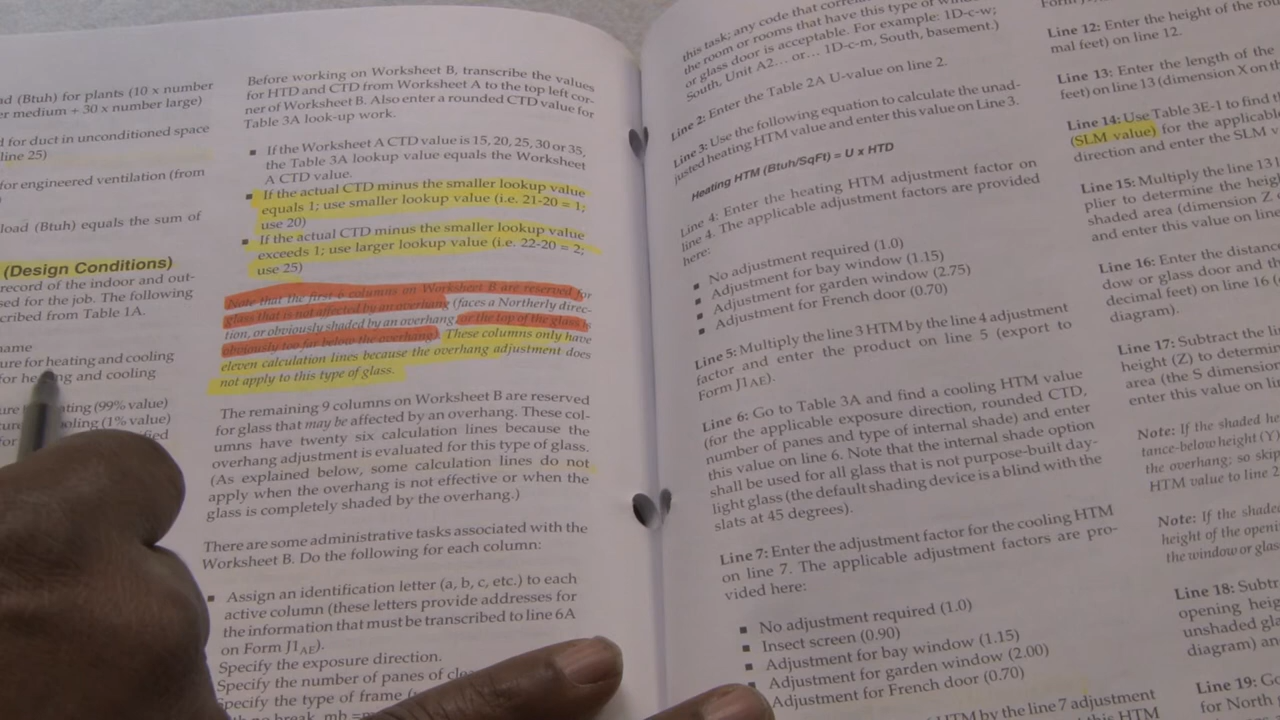 ad (Btuh) for plants (10 x number
er medium + 30 x number large)
d for duct in unconditioned space
line 25)
for engineered ventilation (from
load (Btuh) equals the sum of
(Design Conditions)
record of the indoor and out-
sed for the job. The following
cribed from Table 1A.
name
ure for heating and cooling
for heating and cooling
ating (99% value)
ooling (1% value)
Before working on Worksheet B, transcribe the values
for HTD and CTD from Worksheet A to the top left cor-
ner of Worksheet B. Also enter a rounded CTD value for
Table 3A look-up work.
▪ If the Worksheet A CTD value is 15, 20, 25, 30 or 35,
the Table 3A lookup value equals the Worksheet
A CTD value.
▪ If the actual CTD minus the smaller lookup value
equals 1; use smaller lookup value (i.e. 21-20 = 1;
use 20)
▪ If the actual CTD minus the smaller lookup value
exceeds 1; use larger lookup value (i.e. 22-20 = 2;
use 25)
Note that the first 6 columns on Worksheet B are reserved for
glass that is not affected by an overhang (faces a Northerly direc-
tion, or obviously shaded by an overhang, or the top of the glass is
obviously too far below the overhang). These columns only have
eleven calculation lines because the overhang adjustment does
not apply to this type of glass.
The remaining 9 columns on Worksheet B are reserved
for glass that may be affected by an overhang. These col-
umns have twenty six calculation lines because the
overhang adjustment is evaluated for this type of glass.
(As explained below, some calculation lines do not
apply when the overhang is not effective or when the
glass is completely shaded by the overhang.)
There are some administrative tasks associated with the
Worksheet B. Do the following for each column:
▪ Assign an identification letter (a, b, c, etc.) to each
active column (these letters provide addresses for
the information that must be transcribed to line 6A
on Form J1AE).
Specify the exposure direction.
Specify the number of panes of
Specify the type of frame
no break, mb =
this task; any code that
the room or rooms that have this type of
or glass door is acceptable. For example: 1D-c-w;
South, Unit A2... or... 1D-c-m, South, basement.)
Line 2: Enter the Table 2A U-value on line 2.
Line 3: Use the following equation to calculate the unad-
justed heating HTM value and enter this value on Line 3.
Heating HTM (Btuh/SqFt) = U x HTD
Line 4: Enter the heating HTM adjustment factor on
line 4. The applicable adjustment factors are provided
here:
▪ No adjustment required (1.0)
▪ Adjustment for bay window (1.15)
▪ Adjustment for garden window (2.75)
▪ Adjustment for French door (0.70)
Line 5: Multiply the line 3 HTM by the line 4 adjustment
factor and enter the product on line 5 (export to
Form J1AE).
Line 6: Go to Table 3A and find a cooling HTM value
(for the applicable exposure direction, rounded CTD,
number of panes and type of internal shade) and enter
this value on line 6. Note that the internal shade option
shall be used for all glass that is not purpose-built day-
light glass (the default shading device is a blind with the
slats at 45 degrees).
Line 7: Enter the adjustment factor for the cooling HTM
on line 7. The applicable adjustment factors are pro-
vided here:
▪ No adjustment required (1.0)
▪ Insect screen (0.90)
▪ Adjustment for bay window (1.15)
Adjustment for garden window (2.00)
Adjustment for French door (0.70)
HTM by the line 7 adjustment
this HTM
Line 12: Enter the height of the
mal feet) on line 12.
Line 13: Enter the length of the
feet) on line 13 (dimension X on th
Line 14: Use Table 3E-1 to find t
(SLM value) for the applicable
direction and enter the SLM v
Line 15: Multiply the line 13 l
plier to determine the heig
shaded area (dimension Z
and enter this value on line
Line 16: Enter the distanc
dow or glass door and the
decimal feet) on line 16 (
diagram).
Line 17: Subtract the li
height (Z) to determin
area (the S dimension
enter this value on lin
Note: If the shaded he
tance-below height (Y)
the overhang: so skip
HTM value to line 2
Note: If the shade
height of the openi
the window or glas
Line 18: Subtr
opening heig
unshaded gla
diagram) an
Line 19: Go
for North,